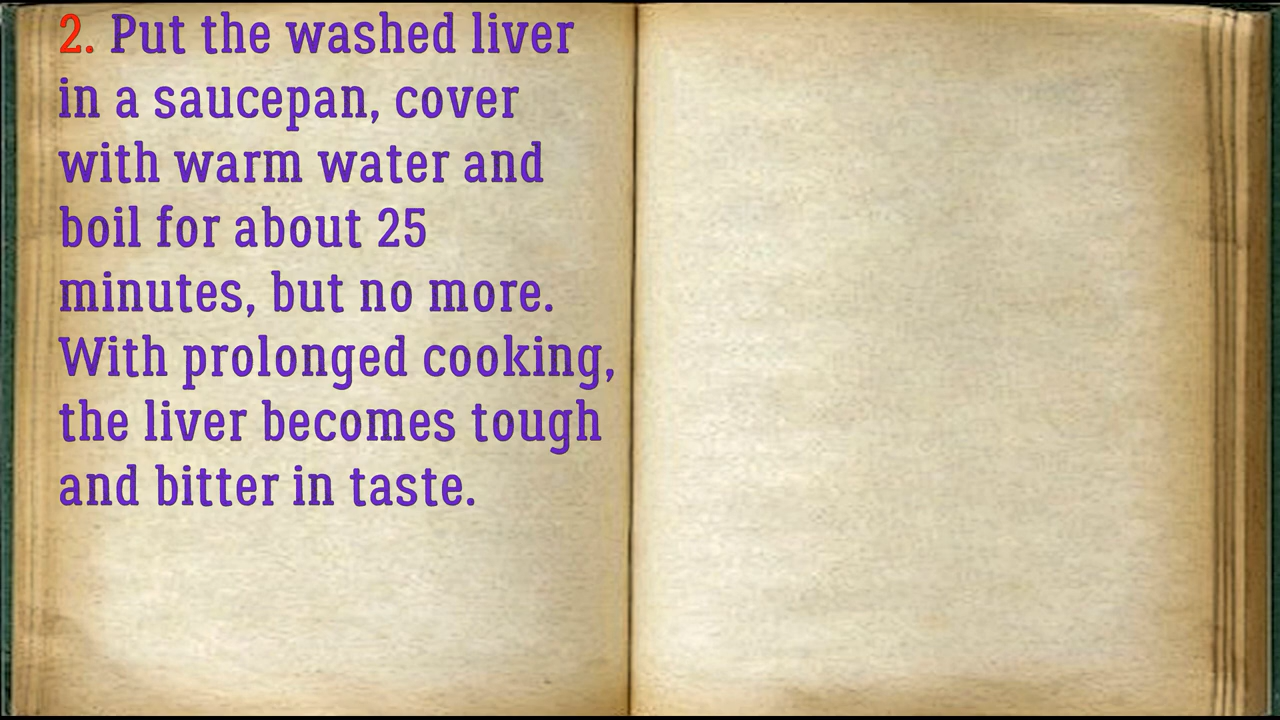 2. Put the washed liver
in a saucepan, cover
with warm water and
boil for about 25
minutes, but no more.
With prolonged cooking,
the liver becomes tough
and bitter in taste.